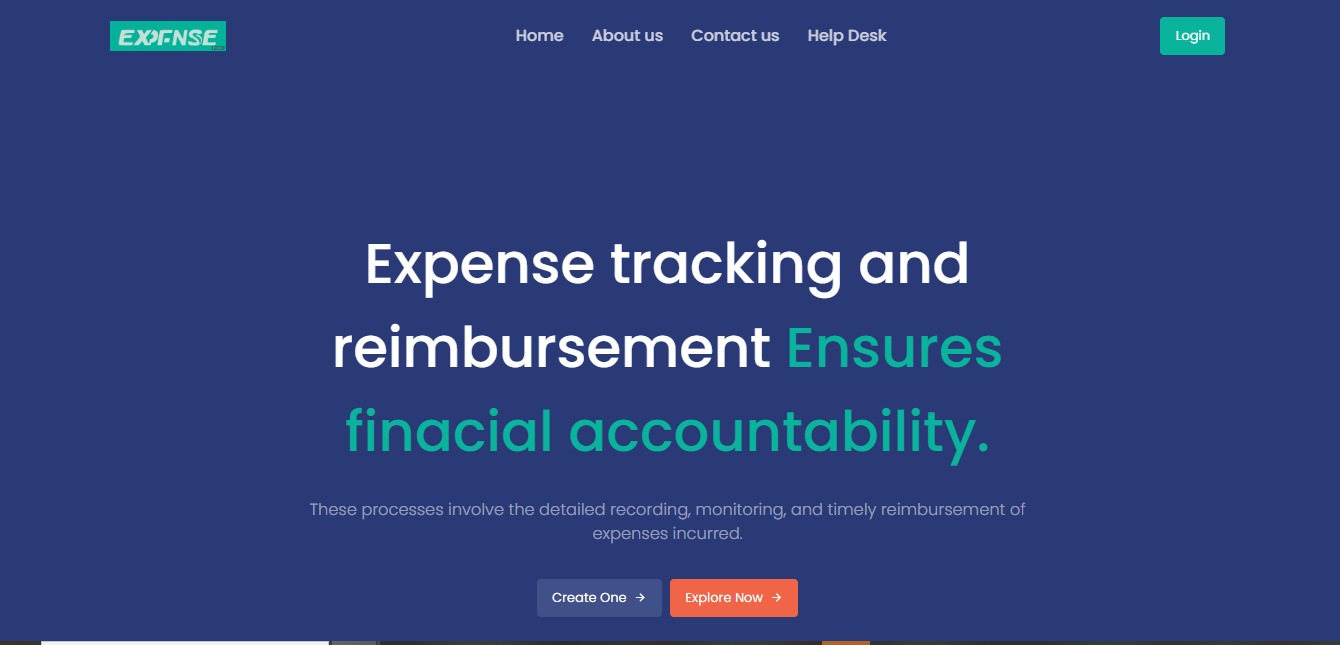 EXPENSE
Home About us Contact us Help Desk
Login
Expense tracking and
reimbursement Ensures
finacial accountability.
These processes involve the detailed recording, monitoring, and timely reimbursement of
expenses incurred.
Create One →
Explore Now →